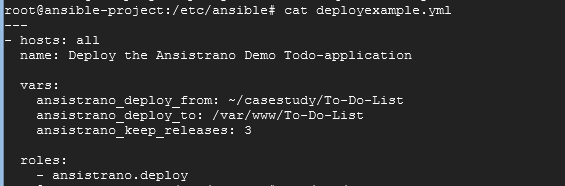 root@ansible-project:/etc/ansible# cat deployexample.yml
---
- hosts: all
  name: Deploy the Ansistrano Demo Todo-application

  vars:
    ansistrano_deploy_from: ~/casestudy/To-Do-List
    ansistrano_deploy_to: /var/www/To-Do-List
    ansistrano_keep_releases: 3

  roles:
    - ansistrano.deploy